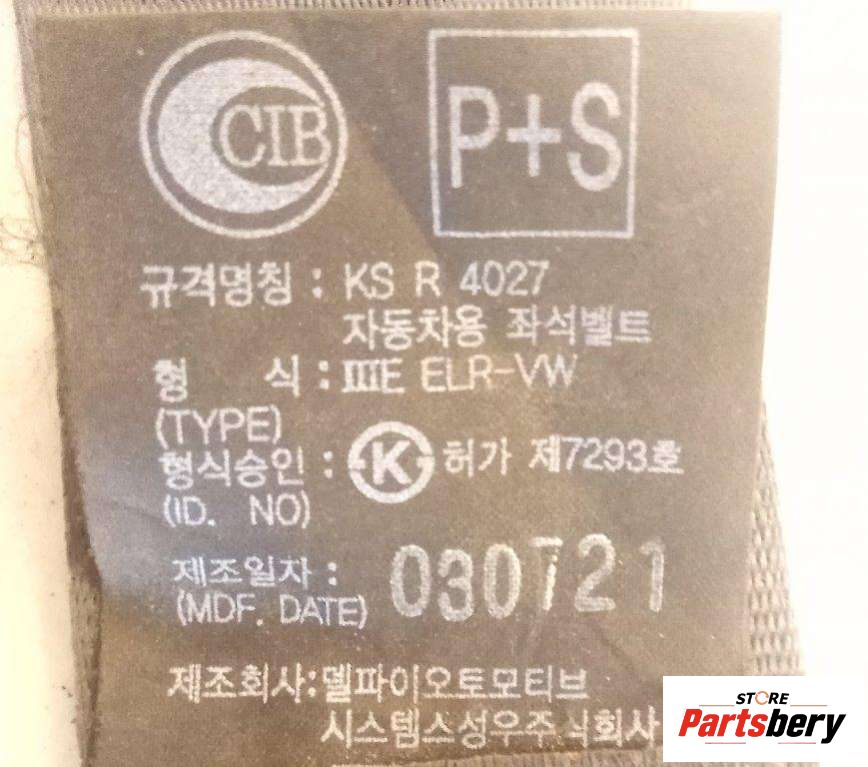 CIB
P+S
규격명칭 : KS R 4027
자동차용 좌석벨트
형 식 : IIIE ELR-VW
(TYPE)
형식승인 : K 허가 제7293호
(ID. NO)
제조일자 : 030721
(MDF. DATE)
제조회사:델파이오토모티브
시스템스성우주식회사
STORE
Partsbery